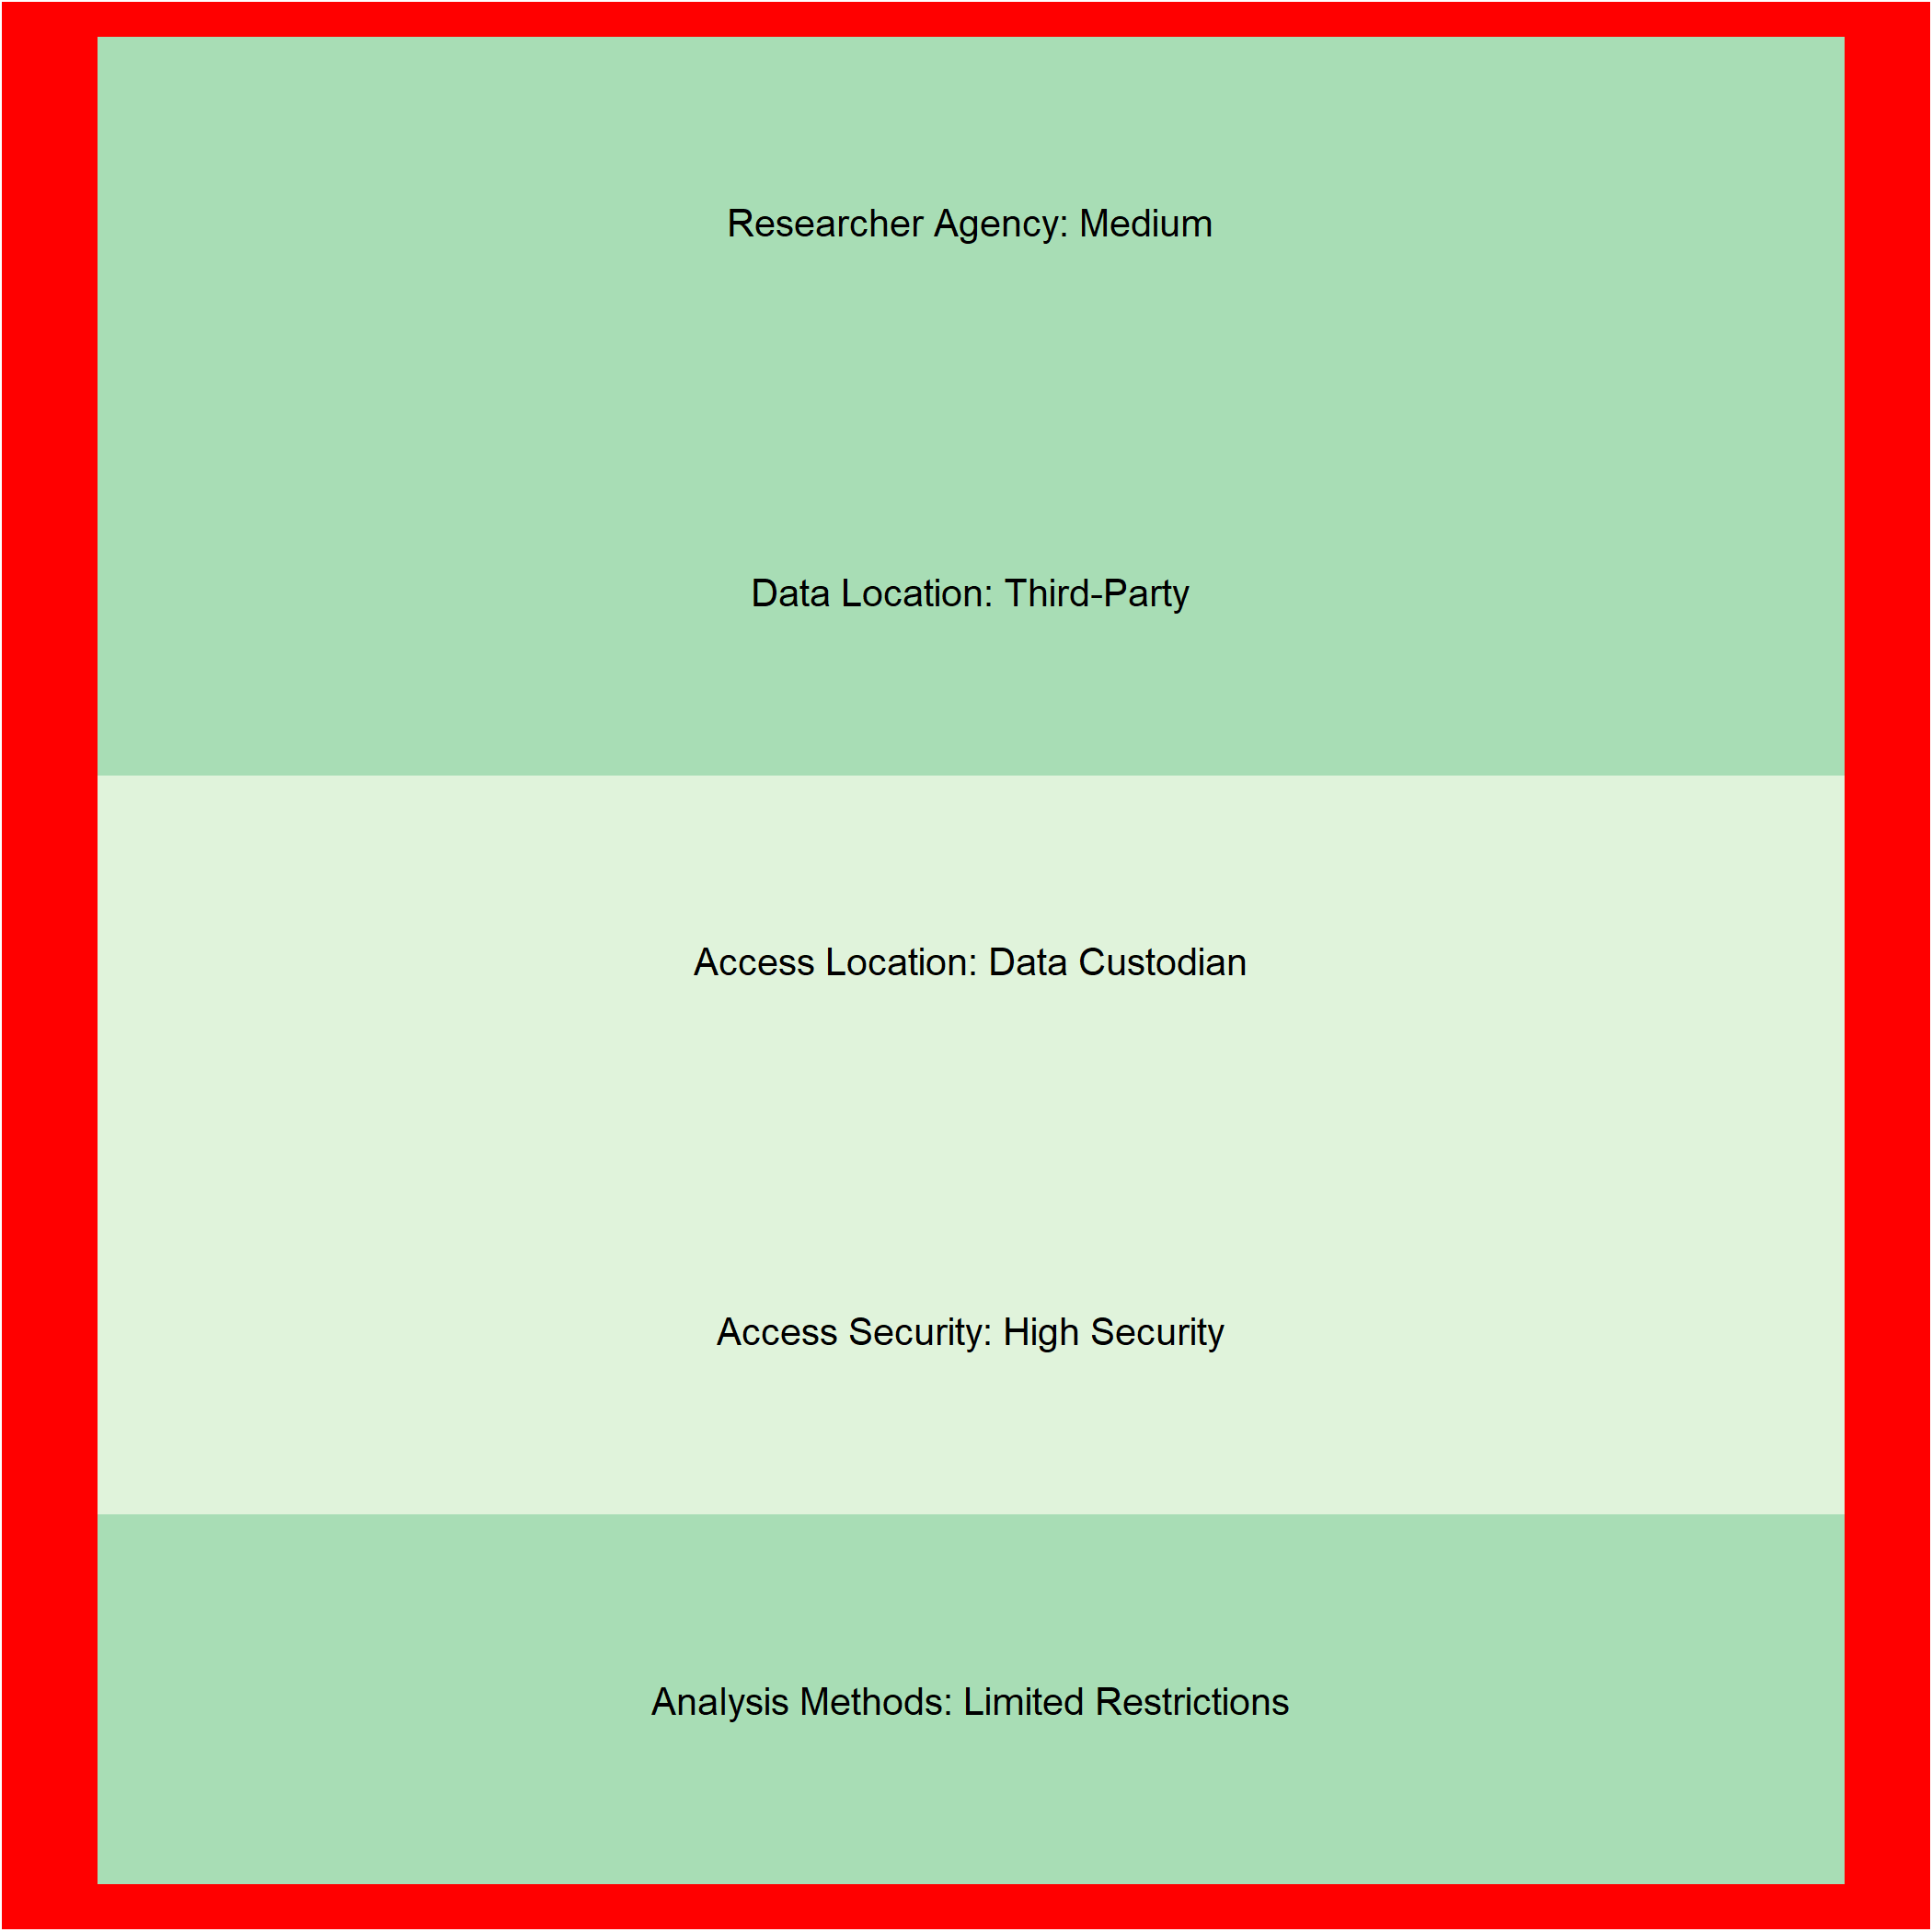 Researcher Agency: Medium
Data Location: Third-Party
Access Location: Data Custodian
Access Security: High Security
Analysis Methods: Limited Restrictions